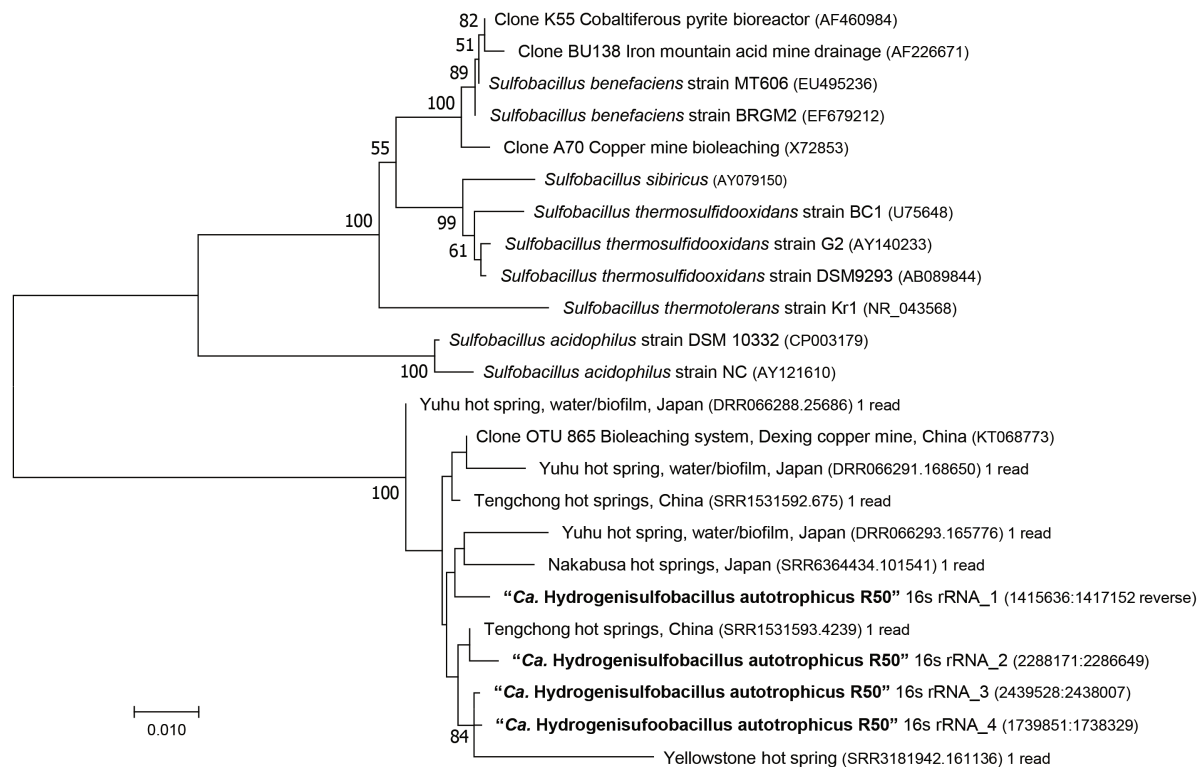 82 Clone K55 Cobaltiferous pyrite bioreactor (AF460984)
51
Clone BU138 Iron mountain acid mine drainage (AF226671)
89
Sulfobacillus benefaciens strain MT606 (EU495236)
100
Sulfobacillus benefaciens strain BRGM2 (EF679212)
55
Clone A70 Copper mine bioleaching (X72853)
Sulfobacillus sibiricus (AY079150)
100
99
Sulfobacillus thermosulfidooxidans strain BC1 (U75648)
61
Sulfobacillus thermosulfidooxidans strain G2 (AY140233)
Sulfobacillus thermosulfidooxidans strain DSM9293 (AB089844)
Sulfobacillus thermotolerans strain Kr1 (NR_043568)
Sulfobacillus acidophilus strain DSM 10332 (CP003179)
100
Sulfobacillus acidophilus strain NC (AY121610)
Yuhu hot spring, water/biofilm, Japan (DRR066288.25686) 1 read
Clone OTU 865 Bioleaching system, Dexing copper mine, China (KT068773)
Yuhu hot spring, water/biofilm, Japan (DRR066291.168650) 1 read
100
Tengchong hot springs, China (SRR1531592.675) 1 read
Yuhu hot spring, water/biofilm, Japan (DRR066293.165776) 1 read
Nakabusa hot springs, Japan (SRR6364434.101541) 1 read
“Ca. Hydrogenisulfobacillus autotrophicus R50” 16s rRNA_1 (1415636:1417152 reverse)
Tengchong hot springs, China (SRR1531593.4239) 1 read
“Ca. Hydrogenisulfobacillus autotrophicus R50” 16s rRNA_2 (2288171:2286649)
“Ca. Hydrogenisulfobacillus autotrophicus R50” 16s rRNA_3 (2439528:2438007)
“Ca. Hydrogenisufoobacillus autotrophicus R50” 16s rRNA_4 (1739851:1738329)
84
Yellowstone hot spring (SRR3181942.161136) 1 read
0.010